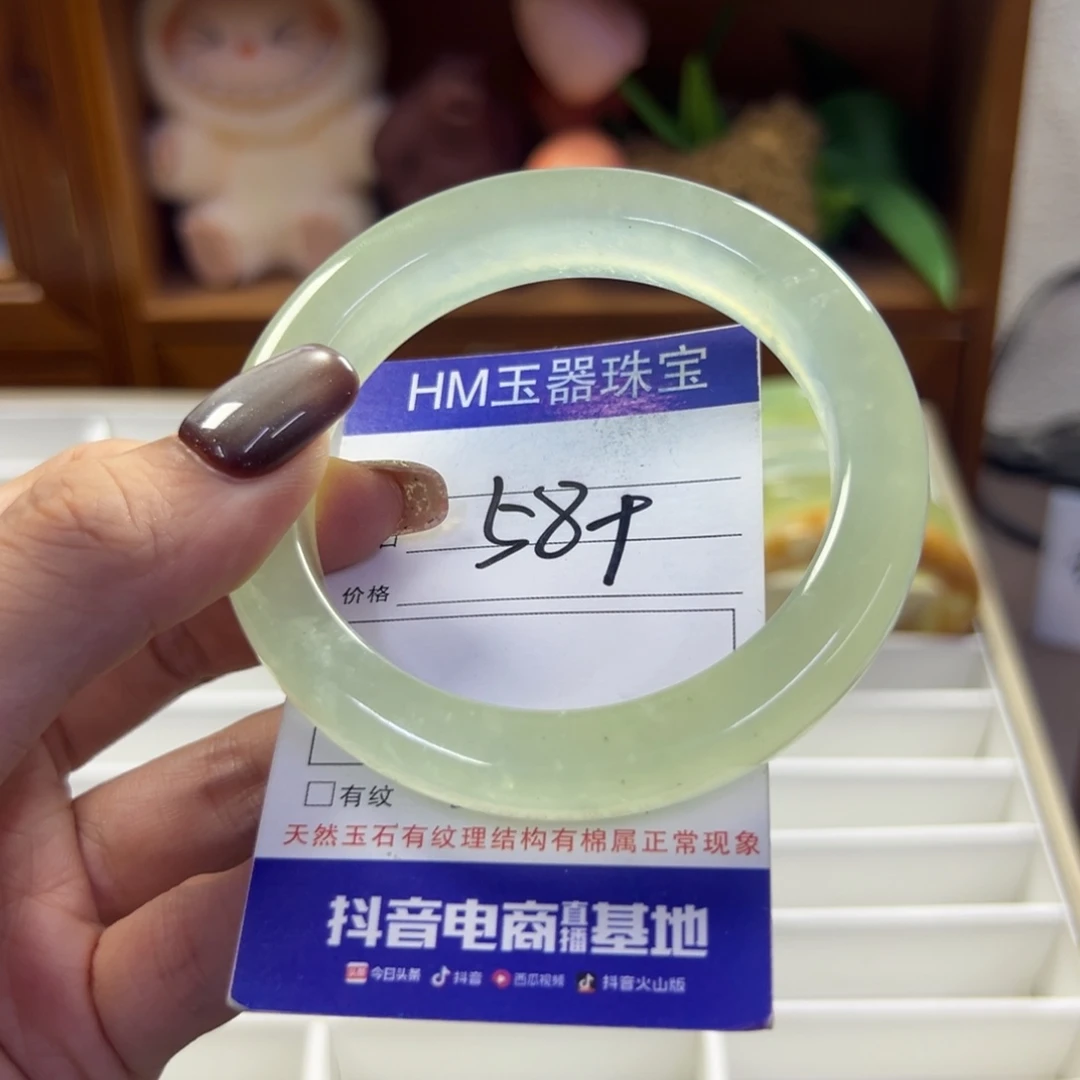 HM玉器珠宝
58+
价格
有纹
天然玉石有纹理结构有棉属正常现象
抖音电商直播基地
今日头条 抖音 西瓜视频 抖音火山版